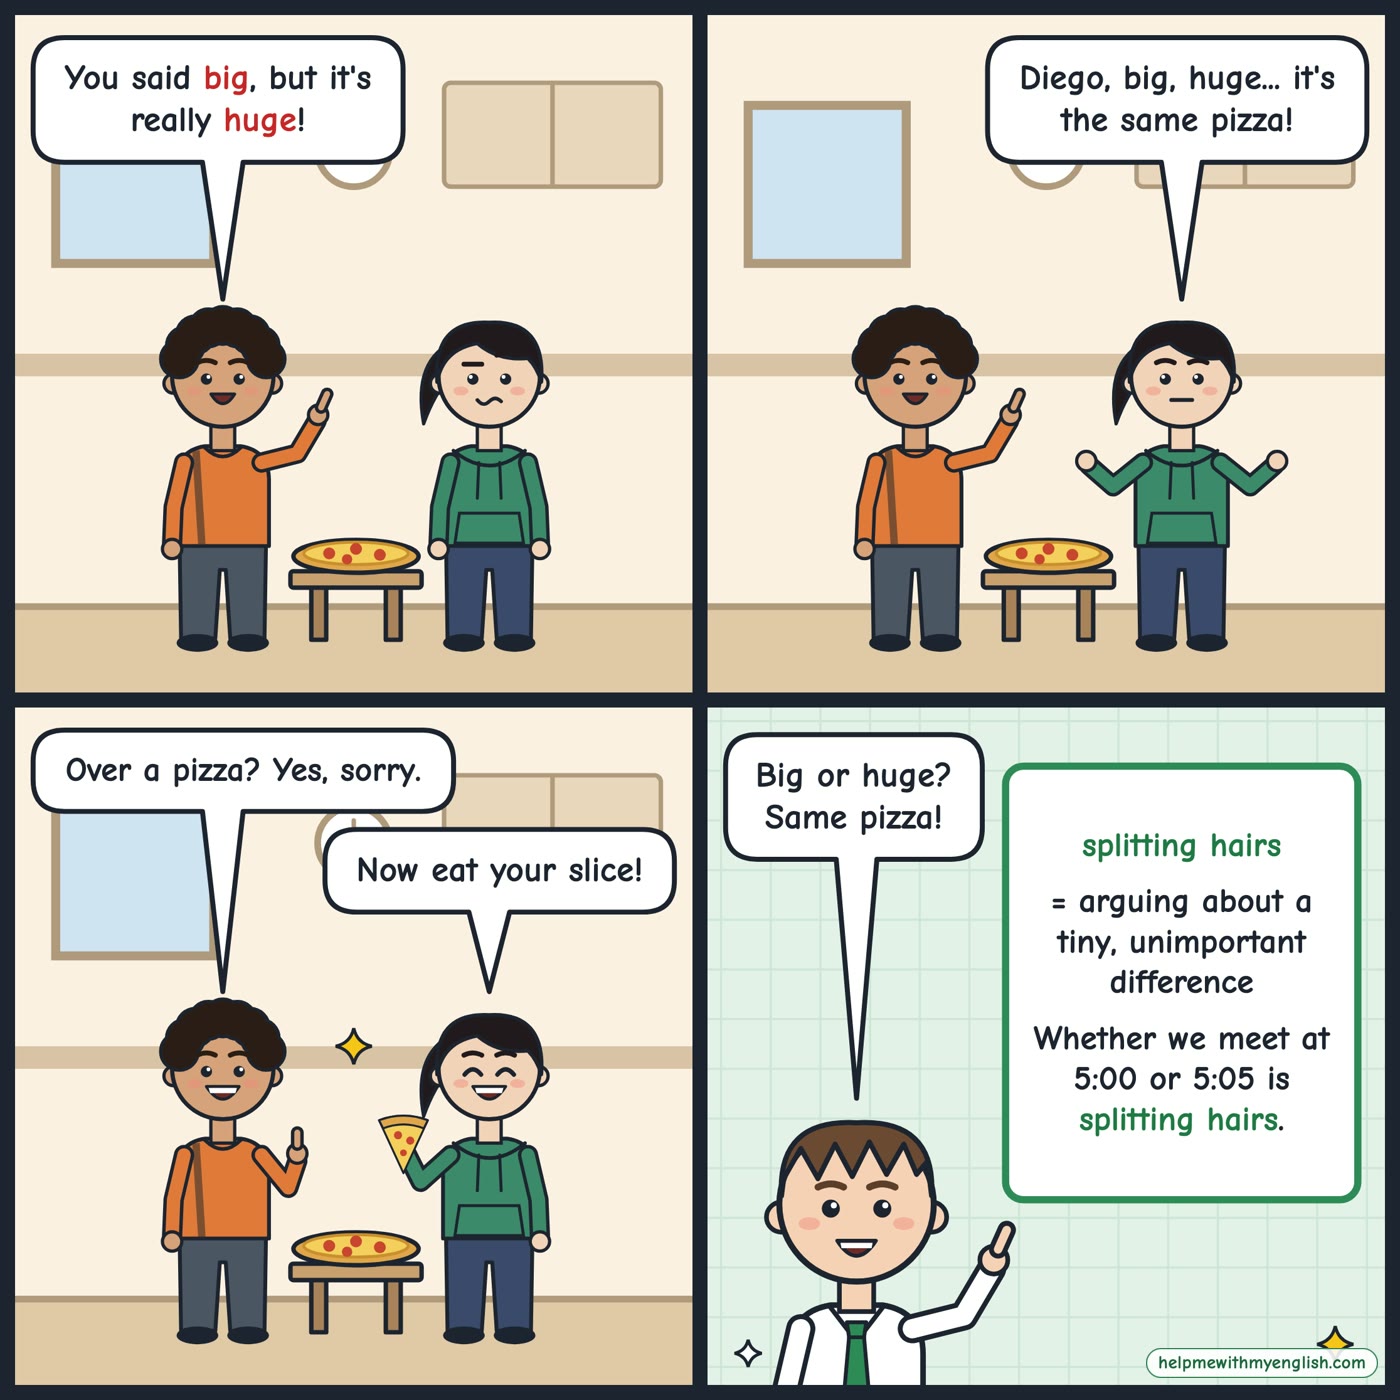 You said big, but it's
really huge!
Diego, big, huge... it's
the same pizza!
Over a pizza? Yes, sorry.
Now eat your slice!
Big or huge?
Same pizza!
splitting hairs
= arguing about a
tiny, unimportant
difference
Whether we meet at
5:00 or 5:05 is
splitting hairs.
helpmewithmyenglish.com